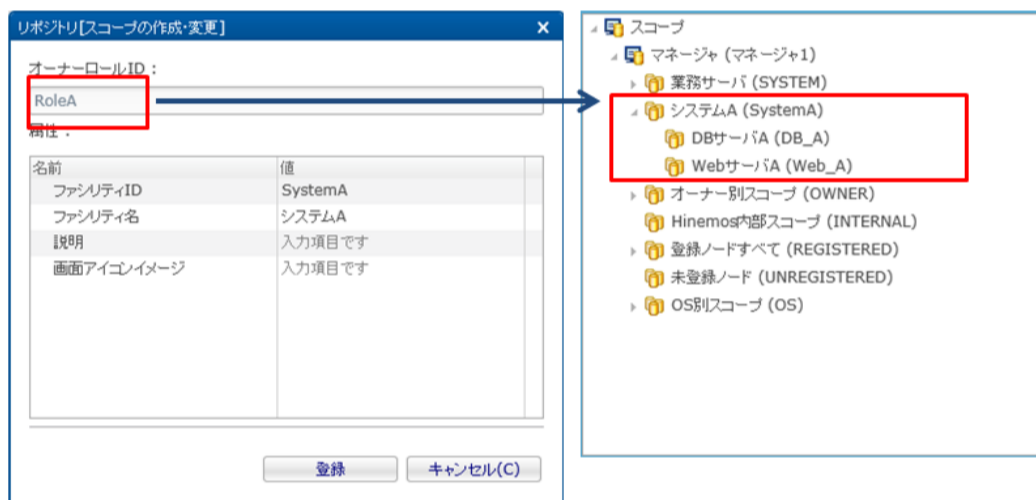 リポジトリ[スコープの作成・変更]
オーナーロールID：
RoleA
属性：
名前 値
ファシリティID SystemA
ファシリティ名 システムA
説明 入力項目です
画面アイコンイメージ 入力項目です
登録 キャンセル(C)
スコープ
マネージャ (マネージャ1)
業務サーバ (SYSTEM)
システムA (SystemA)
DBサーバA (DB_A)
WebサーバA (Web_A)
オーナー別スコープ (OWNER)
Hinemos内部スコープ (INTERNAL)
登録ノードすべて (REGISTERED)
未登録ノード (UNREGISTERED)
OS別スコープ (OS)